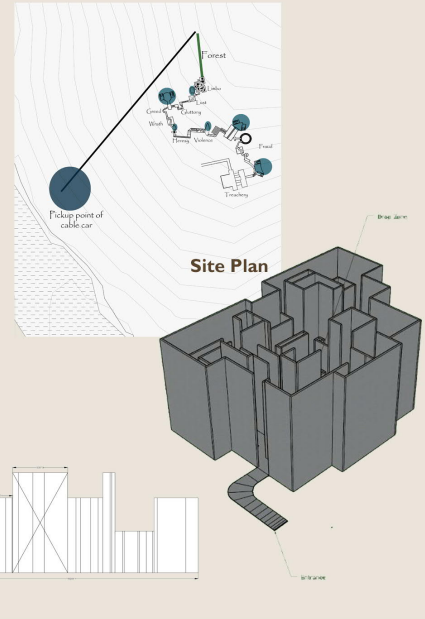 Forest
Limbo
Lust
Gluttony
Greed
Wrath
Heresy
Violence
Fraud
Treachery
Pickup point of
cable car
Site Plan
Entrance